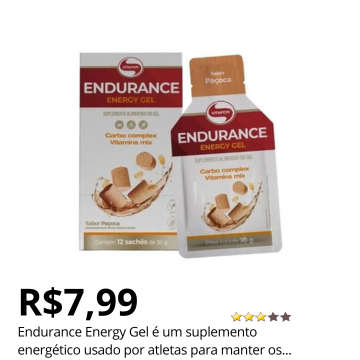 VITAFOR
ENDURANCE
ENERGY GEL
SUPLEMENTO ALIMENTAR EM GEL
Carbo complex
Vitamins mix
Sabor Paçoca
Contém 12 sachês de 30 g
Sabor
Paçoca
VITAFOR
ENDURANCE
ENERGY GEL
SUPLEMENTO ALIMENTAR EM GEL
Carbo complex
Vitamins mix
30 g
R$7,99
Endurance Energy Gel é um suplemento
energético usado por atletas para manter os...